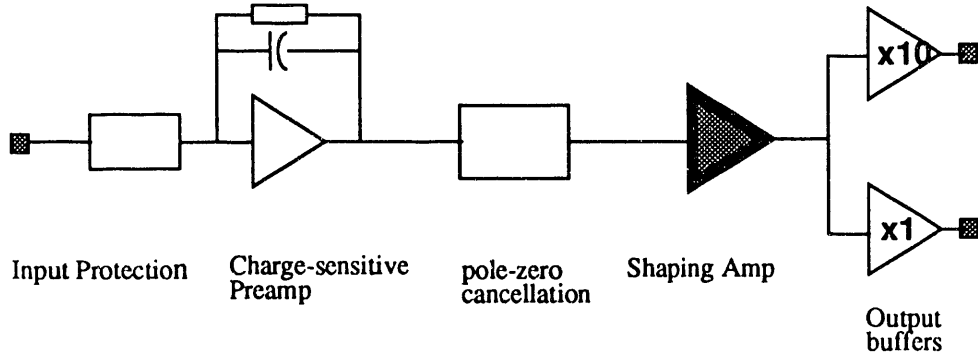 x10
x1
Input Protection
Charge-sensitive
Preamp
pole-zero
cancellation
Shaping Amp
Output
buffers